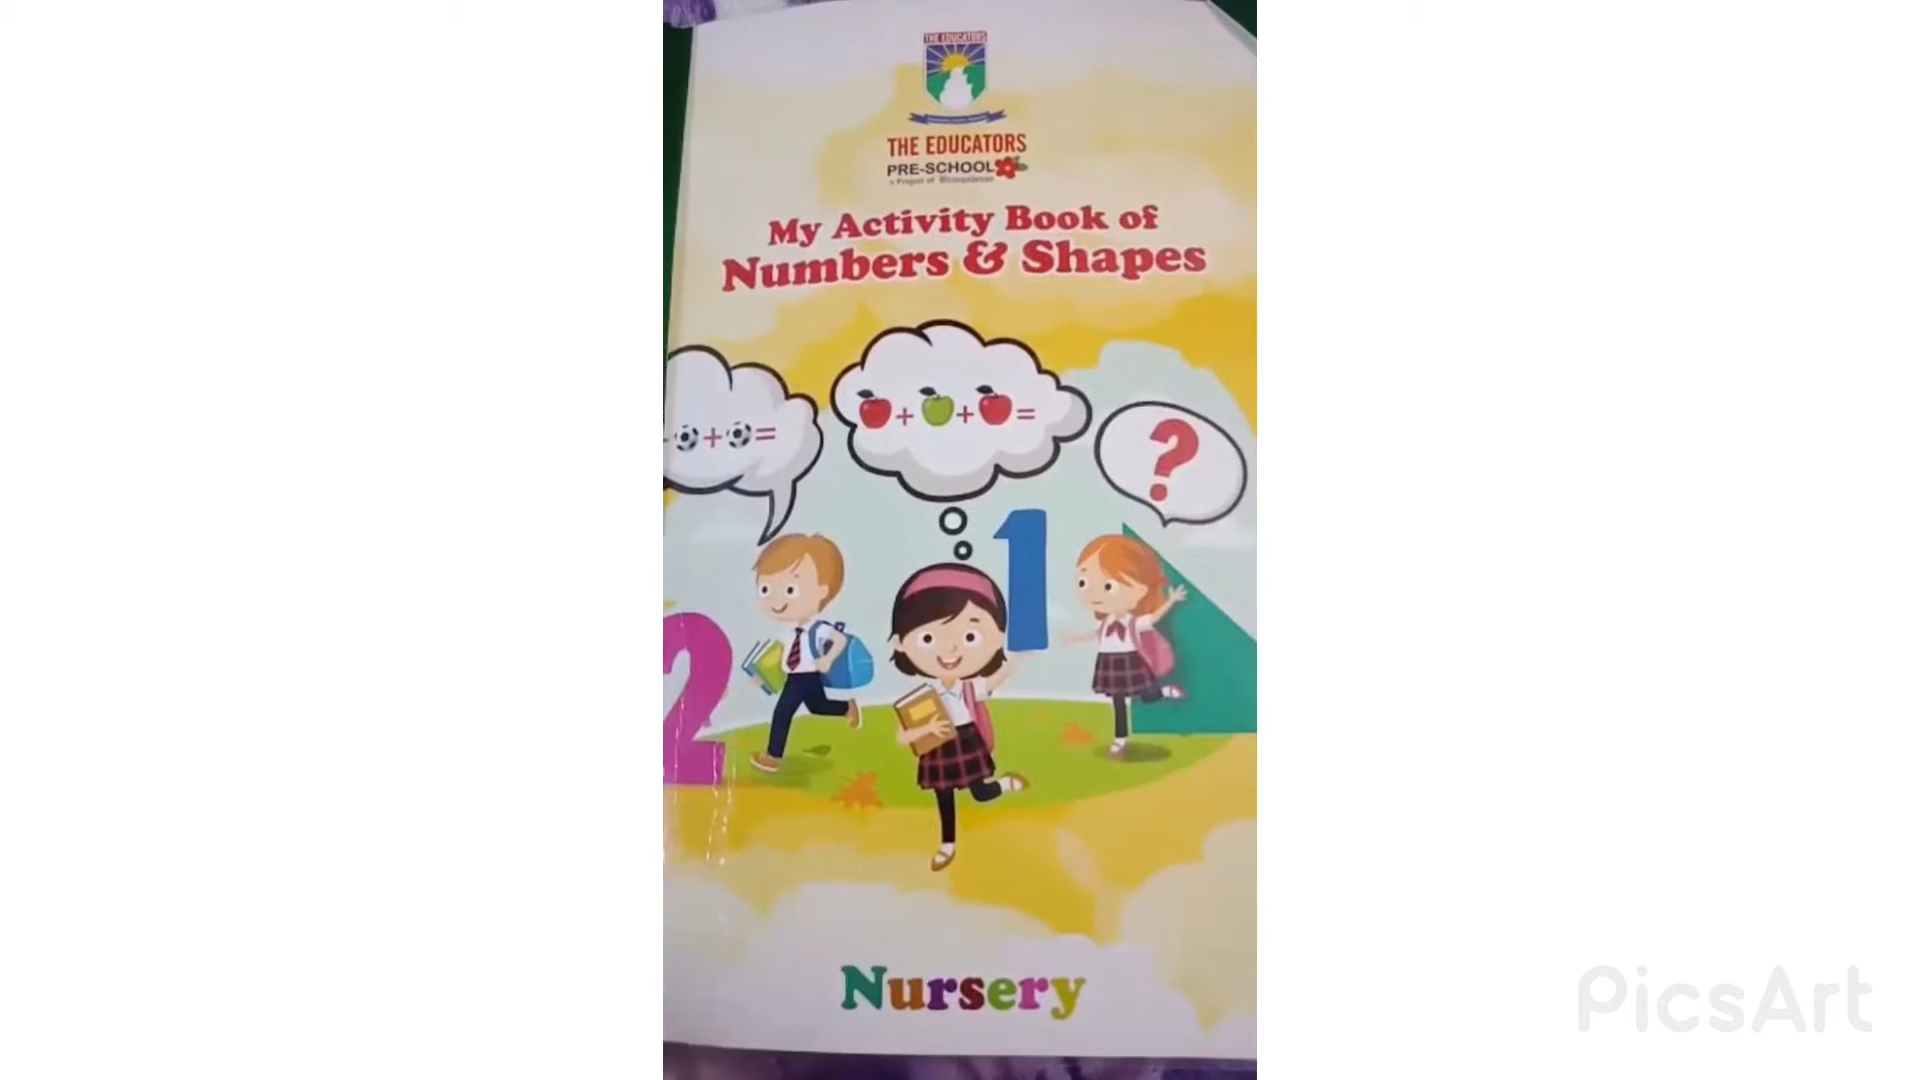 THE EDUCATORS
THE EDUCATORS
PRE-SCHOOL
My Activity Book of
Numbers & Shapes
+ =
+ + =
?
1
2
Nursery
PicsArt